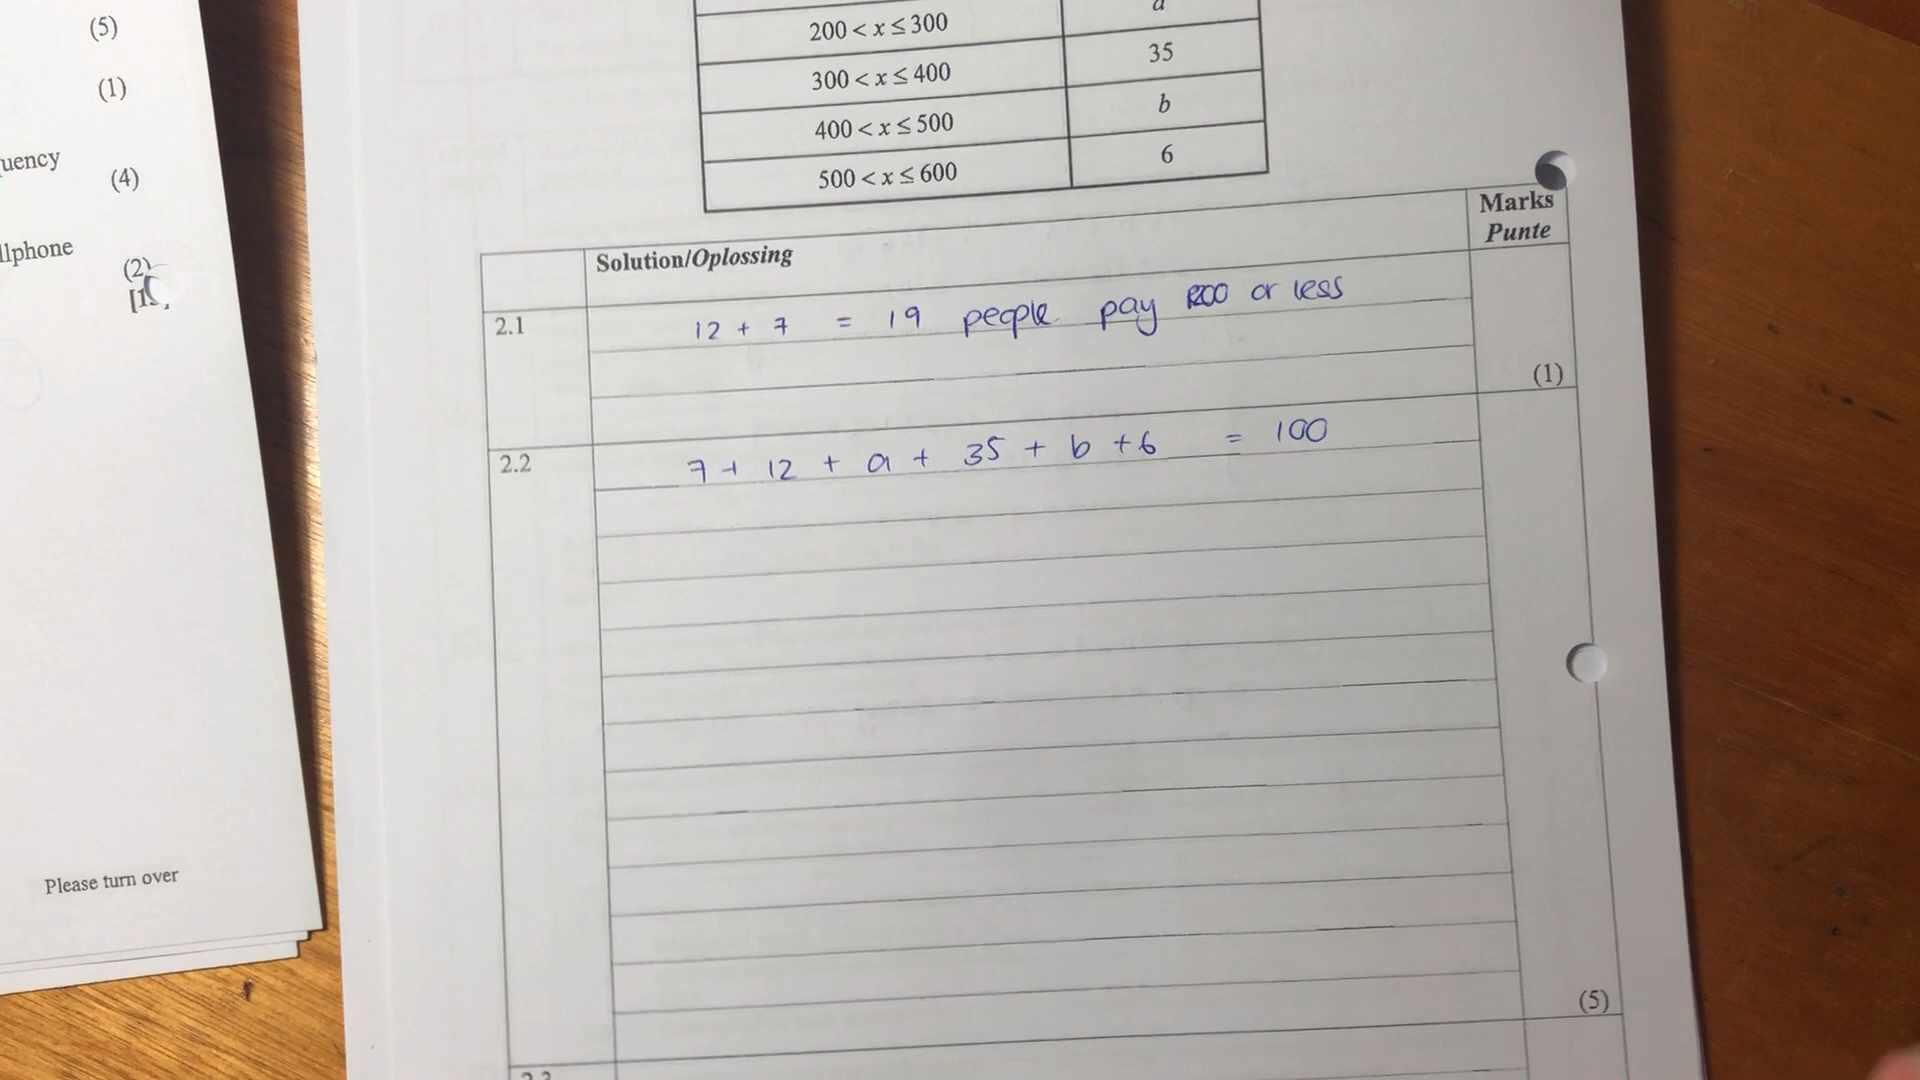 (5)
(1)
uency
(4)
llphone
(2)
a
200 < x ≤ 300
35
300 < x ≤ 400
b
400 < x ≤ 500
6
500 < x ≤ 600
Solution/Oplossing
Marks
Punte
2.1
12 + 7 = 19 people pay R200 or less
(1)
2.2
7 + 12 + a + 35 + b + 6 = 100
(5)
Please turn over